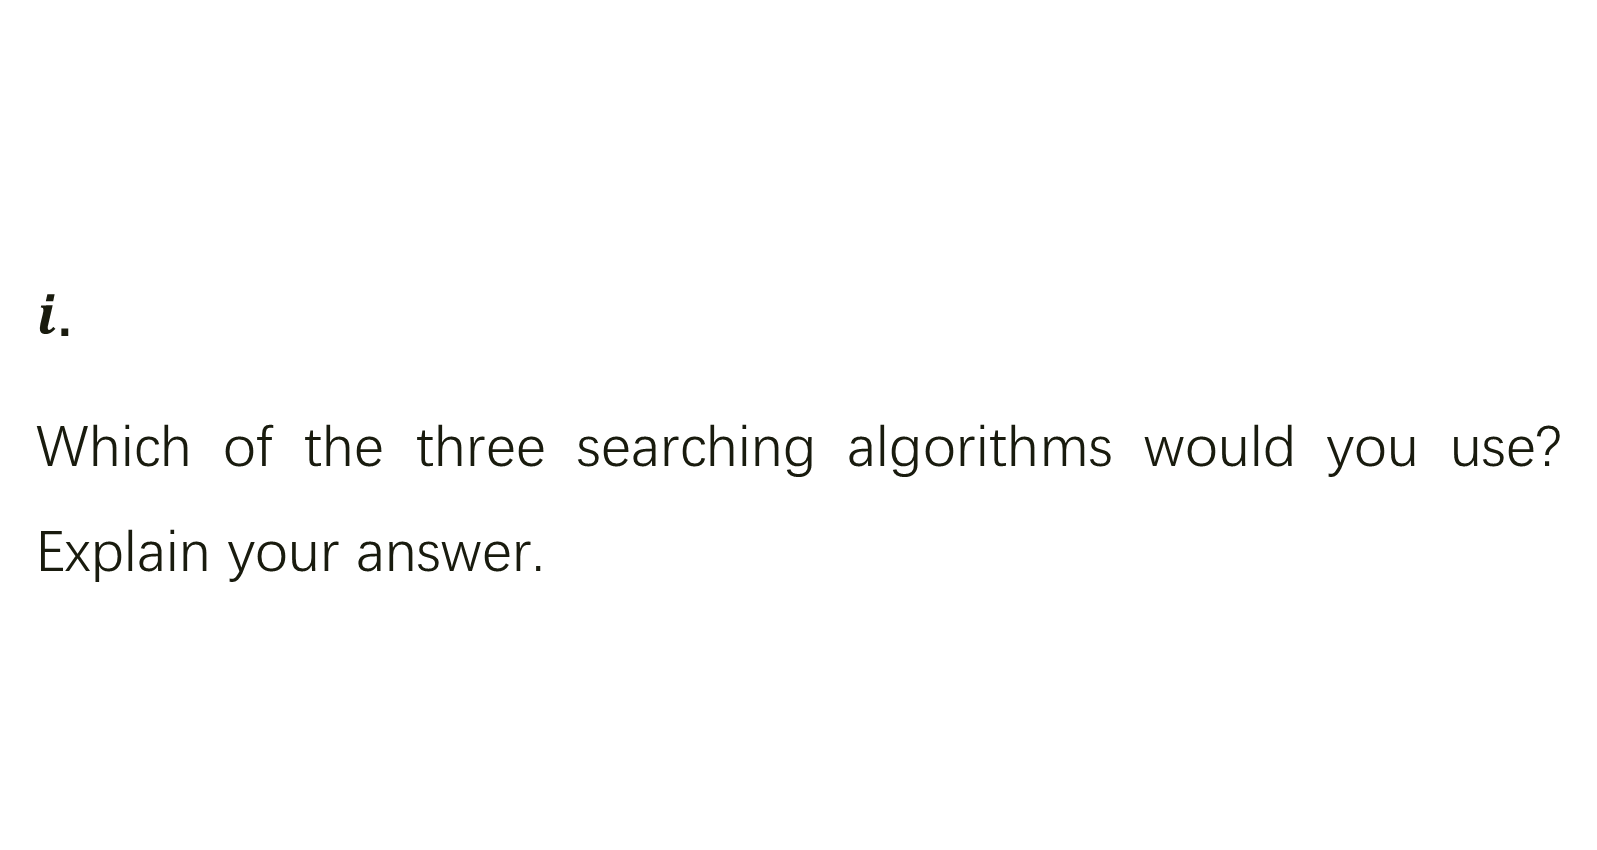 i.
Which of the three searching algorithms would you use?
Explain your answer.